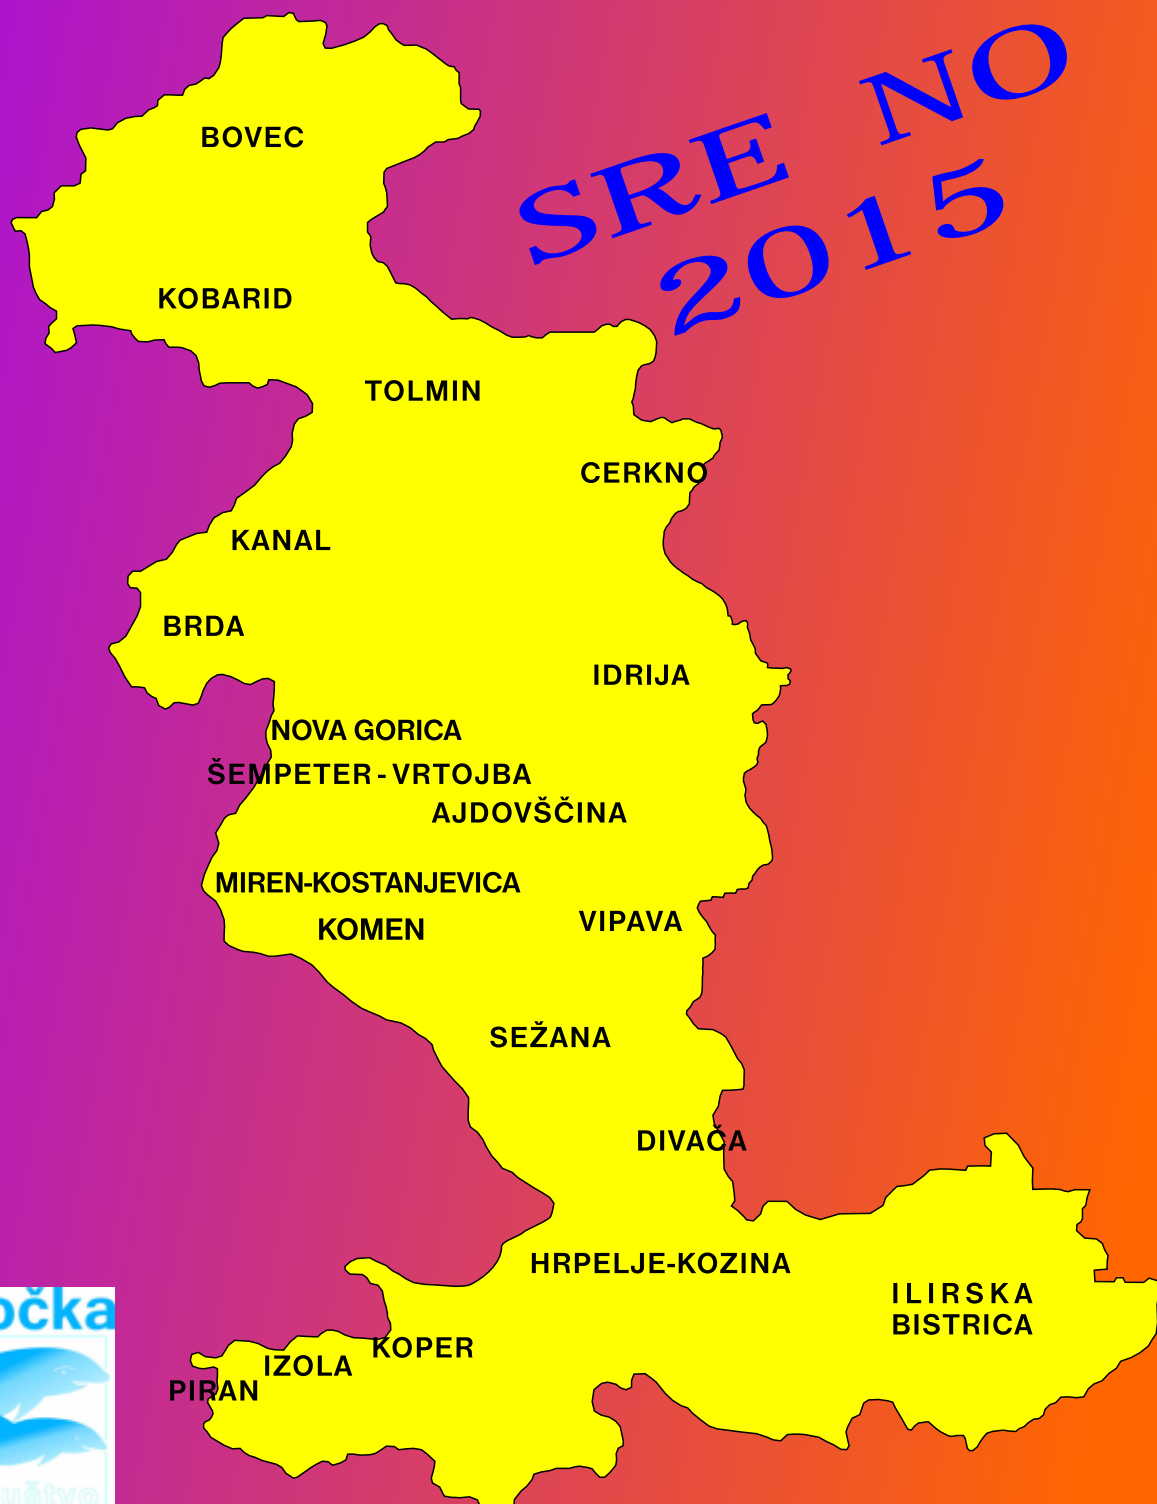 SRE NO
2015
BOVEC
KOBARID
TOLMIN
CERKNO
KANAL
BRDA
IDRIJA
NOVA GORICA
ŠEMPETER - VRTOJBA
AJDOVŠČINA
MIREN-KOSTANJEVICA
VIPAVA
KOMEN
SEŽANA
DIVAČA
HRPELJE-KOZINA
ILIRSKA
BISTRICA
KOPER
IZOLA
PIRAN
očka
uštvo